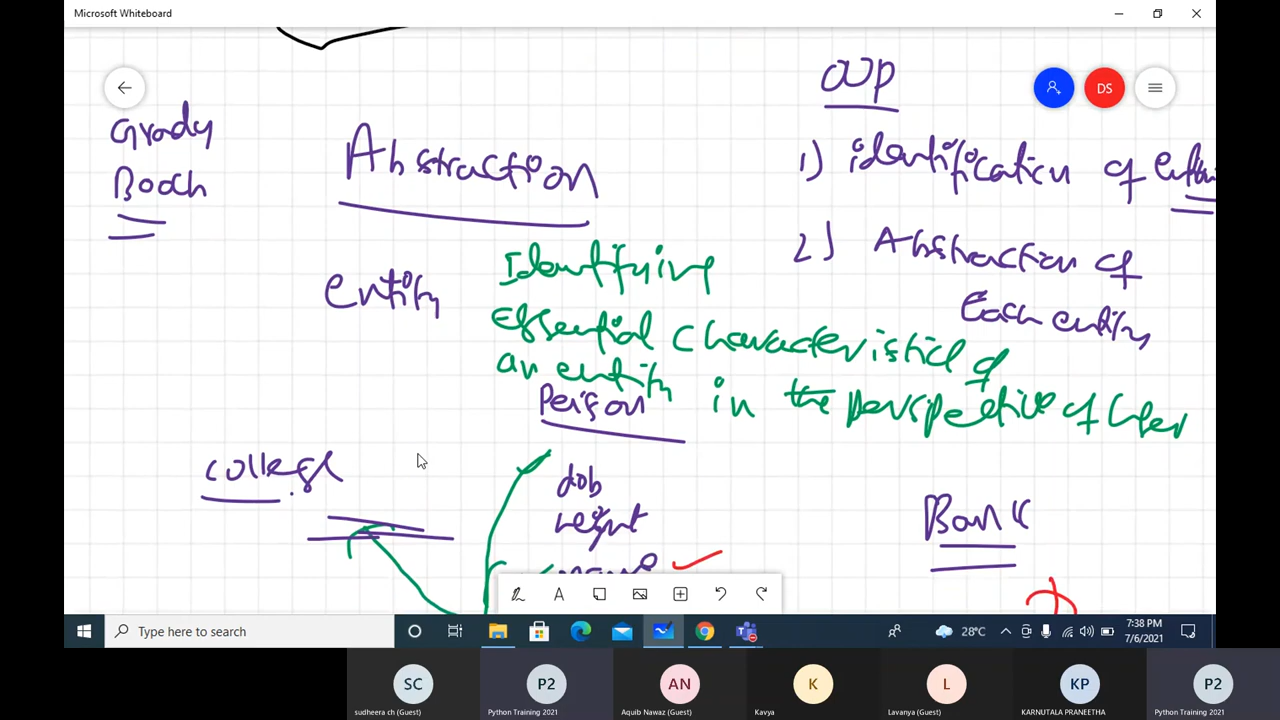 Microsoft Whiteboard
oop
DS
Grady
Booch
Abstraction
1) identification of
2) Abstraction of
Each entity
entity
Identifying
Essential characteristics of
an entity in the perspective of User
Person
college
dob
height
name
Bank
Type here to search
28°C
7:38 PM
7/6/2021
SC
P2
AN
K
L
KP
P2
sudheera ch (Guest)
Python Training 2021
Aquib Nawaz (Guest)
Kavya
Lavanya (Guest)
KARNUTALA PRANEETHA
Python Training 2021